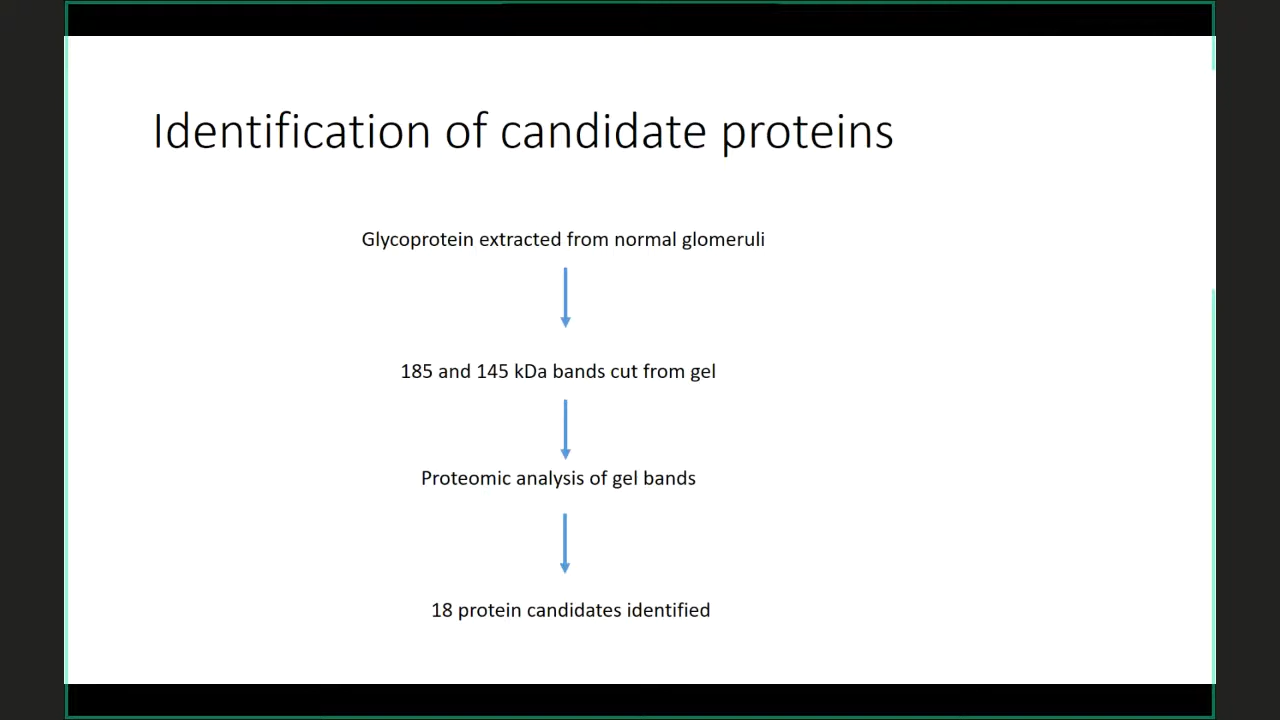 Identification of candidate proteins
Glycoprotein extracted from normal glomeruli
185 and 145 kDa bands cut from gel
Proteomic analysis of gel bands
18 protein candidates identified